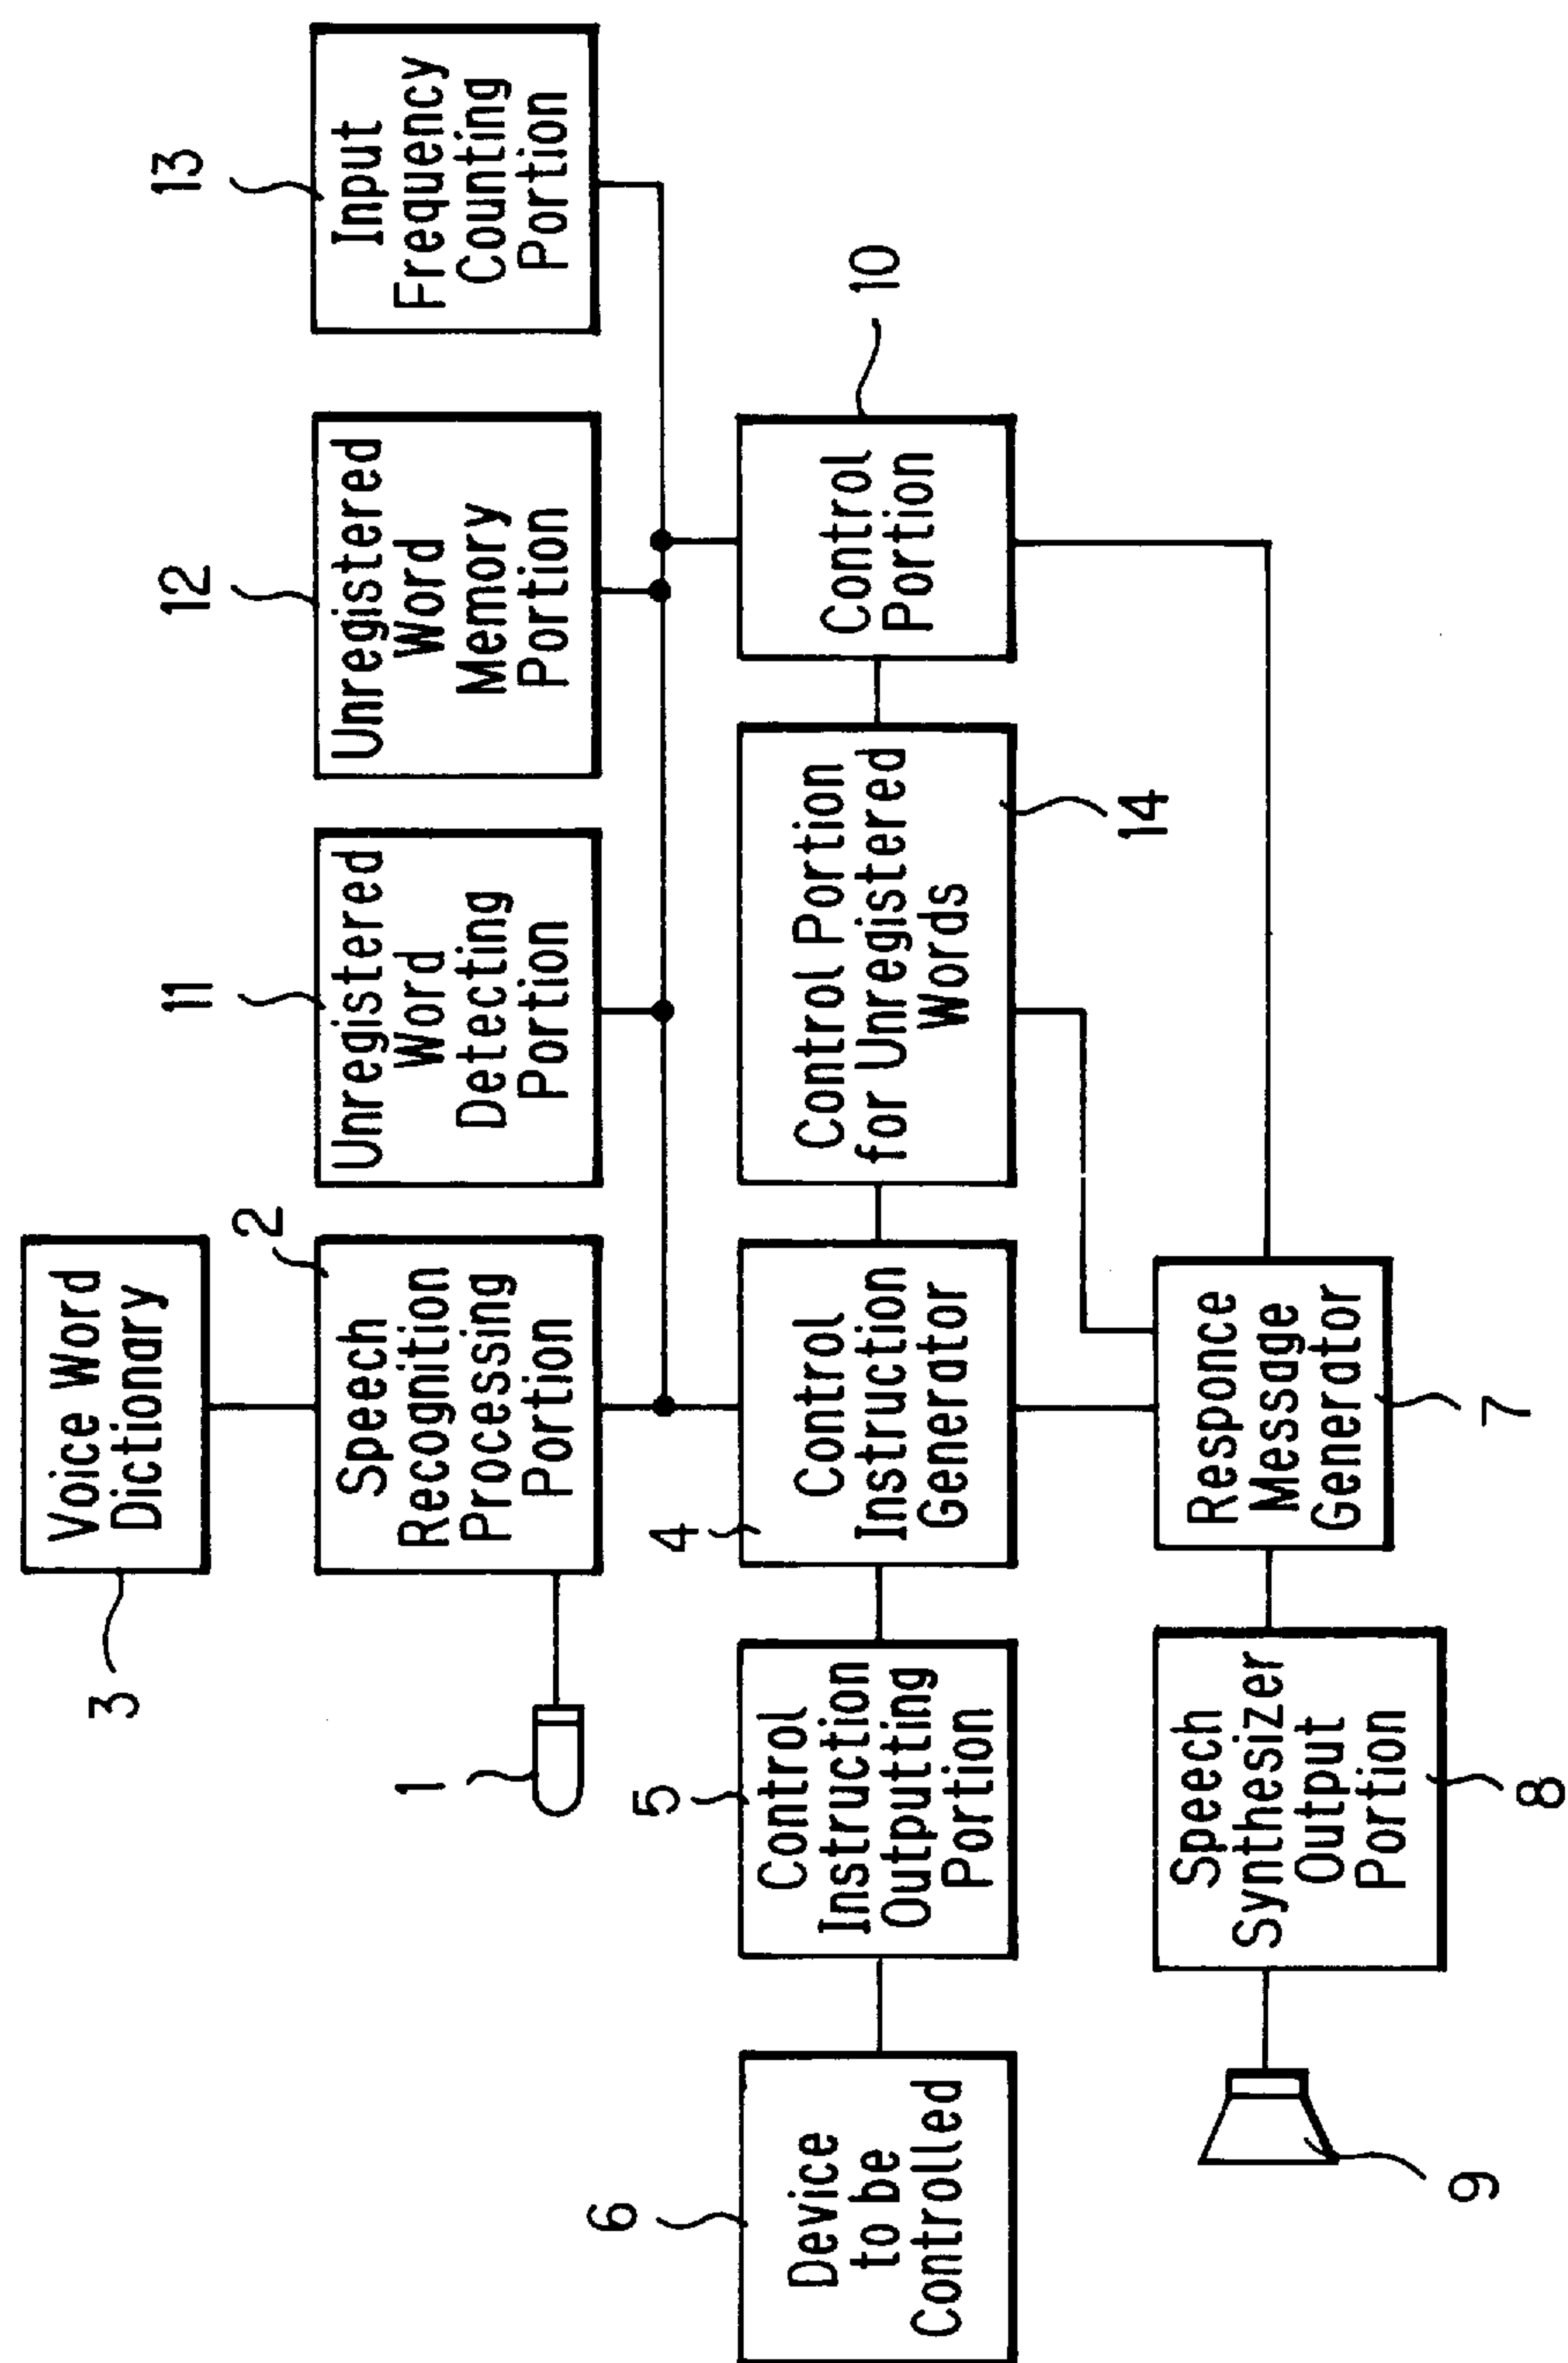 3
Voice Word
Dictionary
2
Speech
Recognition
Processing
Portion
11
Unregistered
Word
Detecting
Portion
12
Unregistered
Word
Memory
Portion
13
Input
Frequency
Counting
Portion
1
6
Device
to be
Controlled
5
Control
Instruction
Outputting
Portion
4
Control
Instruction
Generator
Control Portion
for Unregistered
Words
14
Control
Portion
10
9
Speech
Synthesizer
Output
Portion
8
Responce
Message
Generator
7